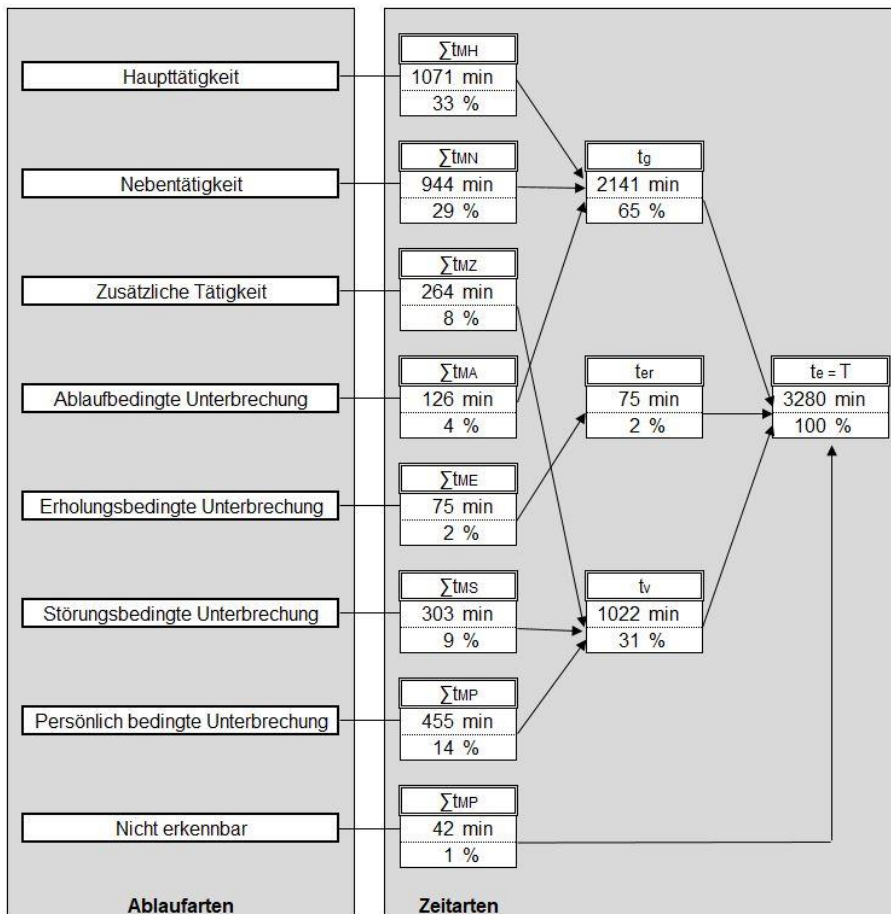 ∑tMH
Haupttätigkeit
1071 min
33 %
∑tMN
tg
Nebentätigkeit
944 min
2141 min
29 %
65 %
∑tMZ
Zusätzliche Tätigkeit
264 min
8 %
∑tMA
ter
te = T
Ablaufbedingte Unterbrechung
126 min
75 min
3280 min
4 %
2 %
100 %
∑tME
Erholungsbedingte Unterbrechung
75 min
2 %
∑tMS
tv
Störungsbedingte Unterbrechung
303 min
1022 min
9 %
31 %
∑tMP
Persönlich bedingte Unterbrechung
455 min
14 %
∑tMP
Nicht erkennbar
42 min
1 %
Ablaufarten
Zeitarten